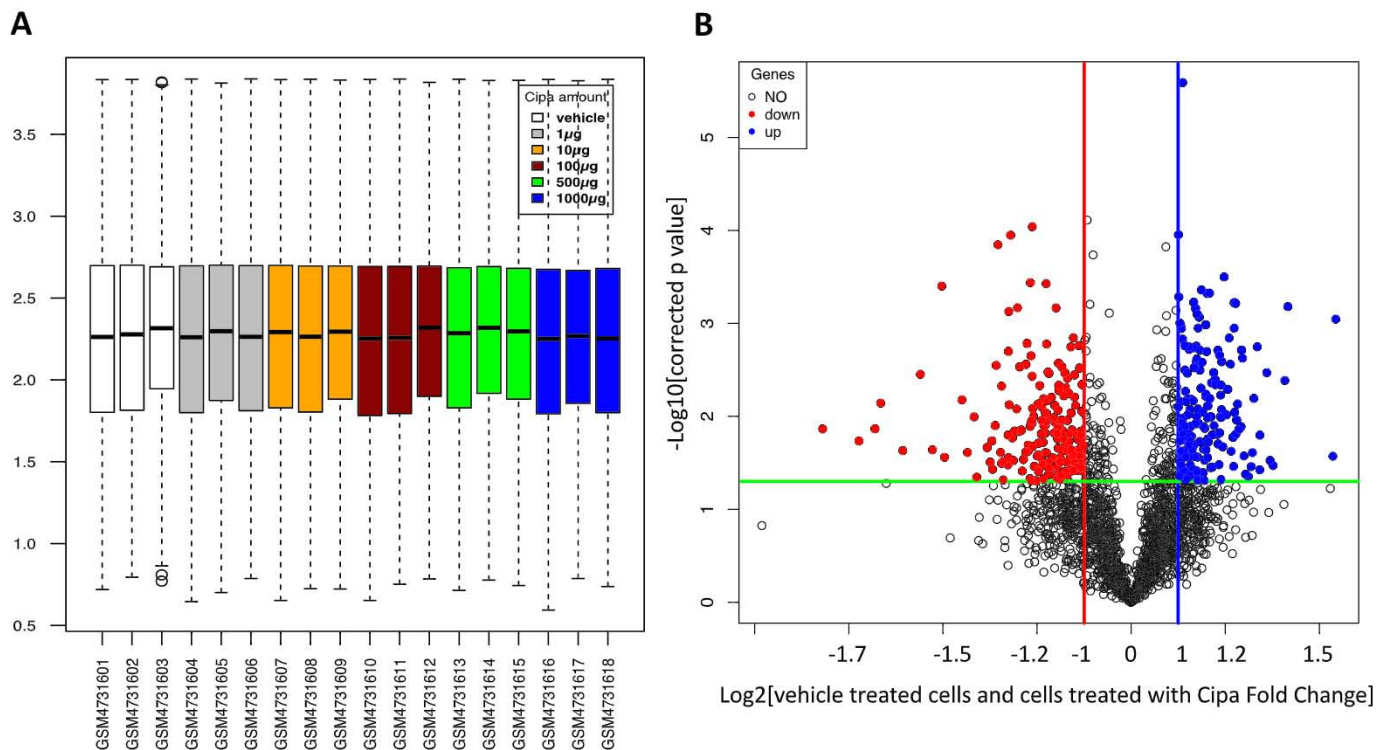 A
3.5
3.0
2.5
2.0
1.5
1.0
0.5
Cipa amount
vehicle
1µg
10µg
100µg
500µg
1000µg
GSM4731601
GSM4731602
GSM4731603
GSM4731604
GSM4731605
GSM4731606
GSM4731607
GSM4731608
GSM4731609
GSM4731610
GSM4731611
GSM4731612
GSM4731613
GSM4731614
GSM4731615
GSM4731616
GSM4731617
GSM4731618
B
-Log10[corrected p value]
5
4
3
2
1
0
Genes
NO
down
up
-1.7 -1.5 -1.2 -1 0 1 1.2 1.5
Log2[vehicle treated cells and cells treated with Cipa Fold Change]